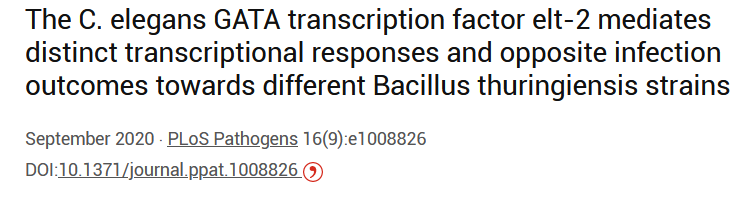 The C. elegans GATA transcription factor elt-2 mediates
distinct transcriptional responses and opposite infection
outcomes towards different Bacillus thuringiensis strains
September 2020 · PLoS Pathogens 16(9):e1008826
DOI:10.1371/journal.ppat.1008826